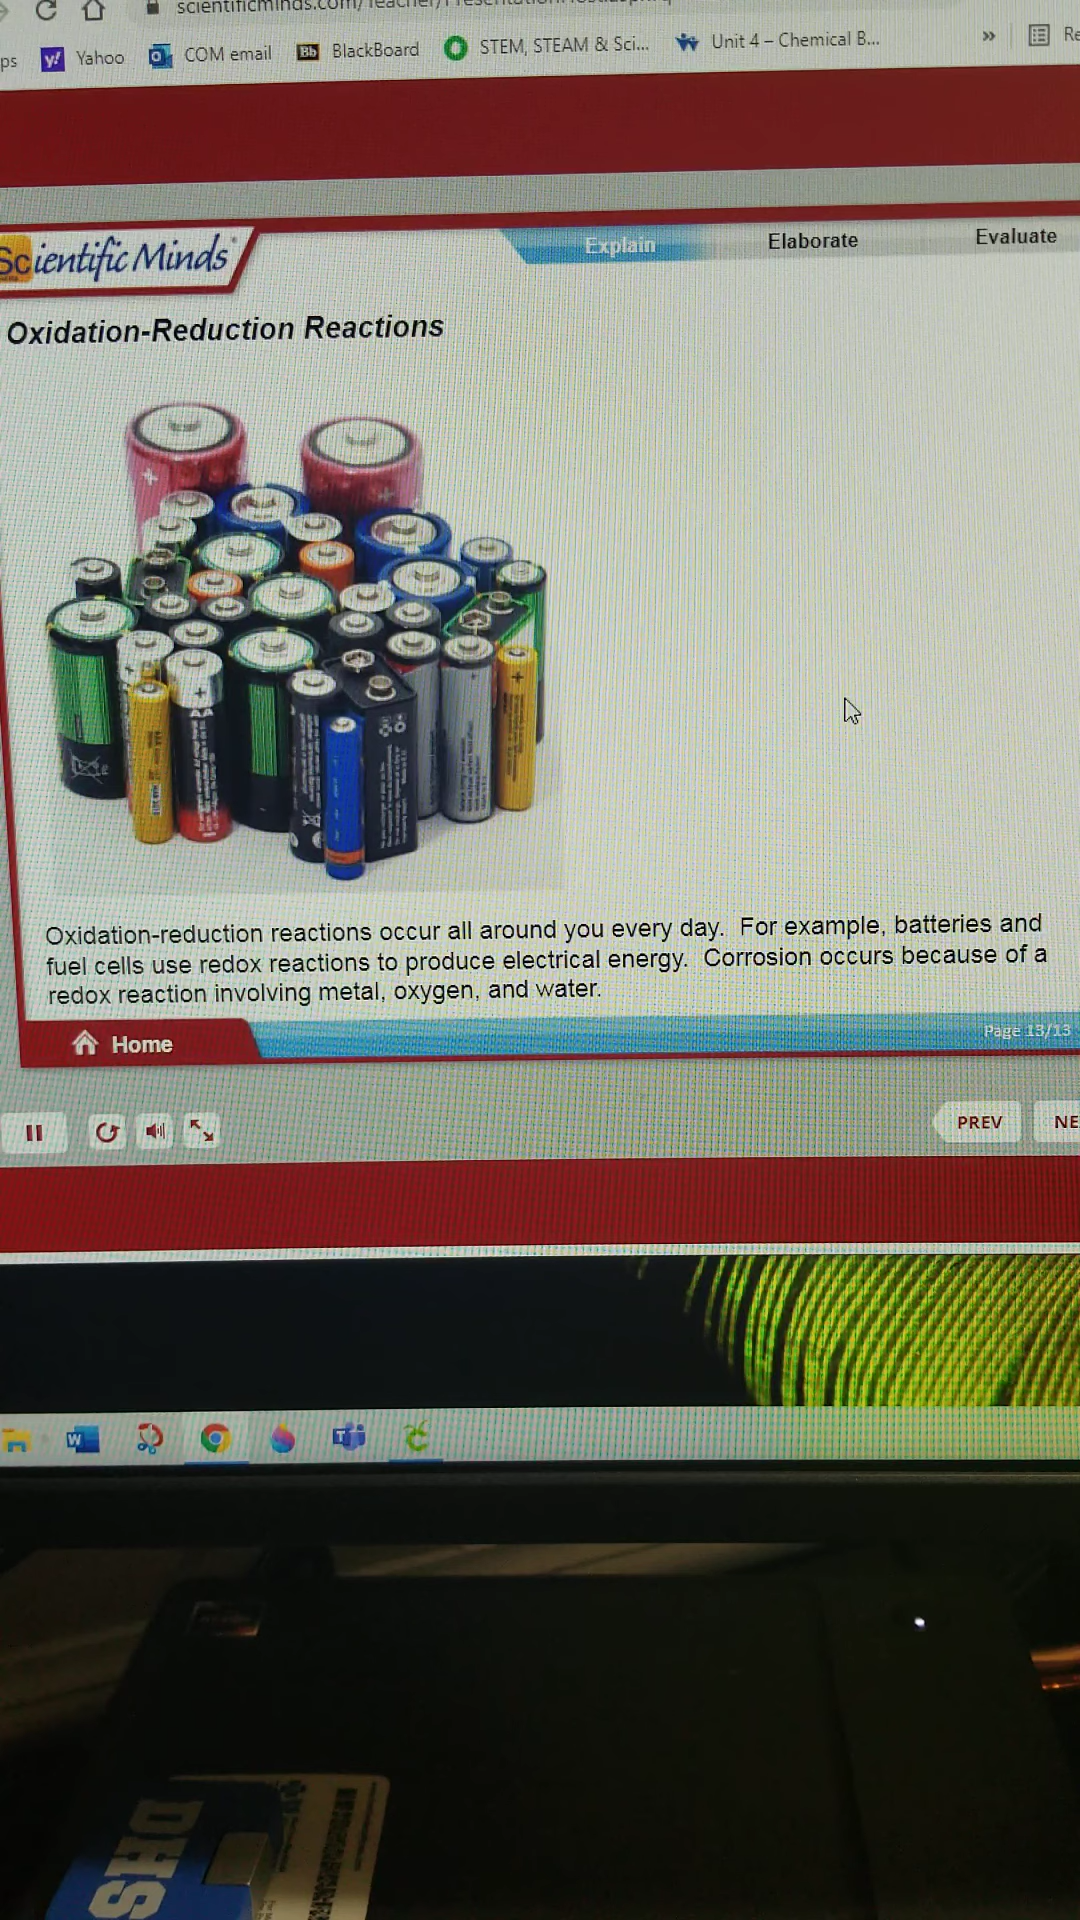 Yahoo
COM email
Bb
BlackBoard
STEM, STEAM & Sci...
Unit 4 – Chemical B...
»
Scientific Minds
Explain
Elaborate
Evaluate
Oxidation-Reduction Reactions
Oxidation-reduction reactions occur all around you every day. For example, batteries and
fuel cells use redox reactions to produce electrical energy. Corrosion occurs because of a
redox reaction involving metal, oxygen, and water.
Home
Page 13/13
PREV
DHS